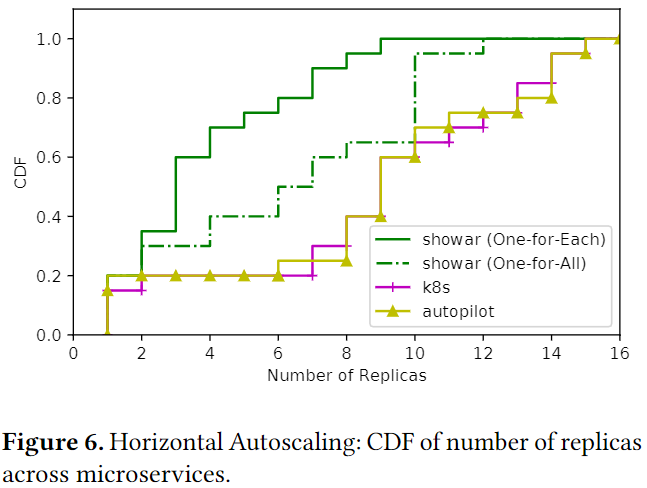 1.0
0.8
0.6
0.4
0.2
0.0
CDF
showar (One-for-Each)
showar (One-for-All)
k8s
autopilot
0 2 4 6 8 10 12 14 16
Number of Replicas
Figure 6. Horizontal Autoscaling: CDF of number of replicas
across microservices.